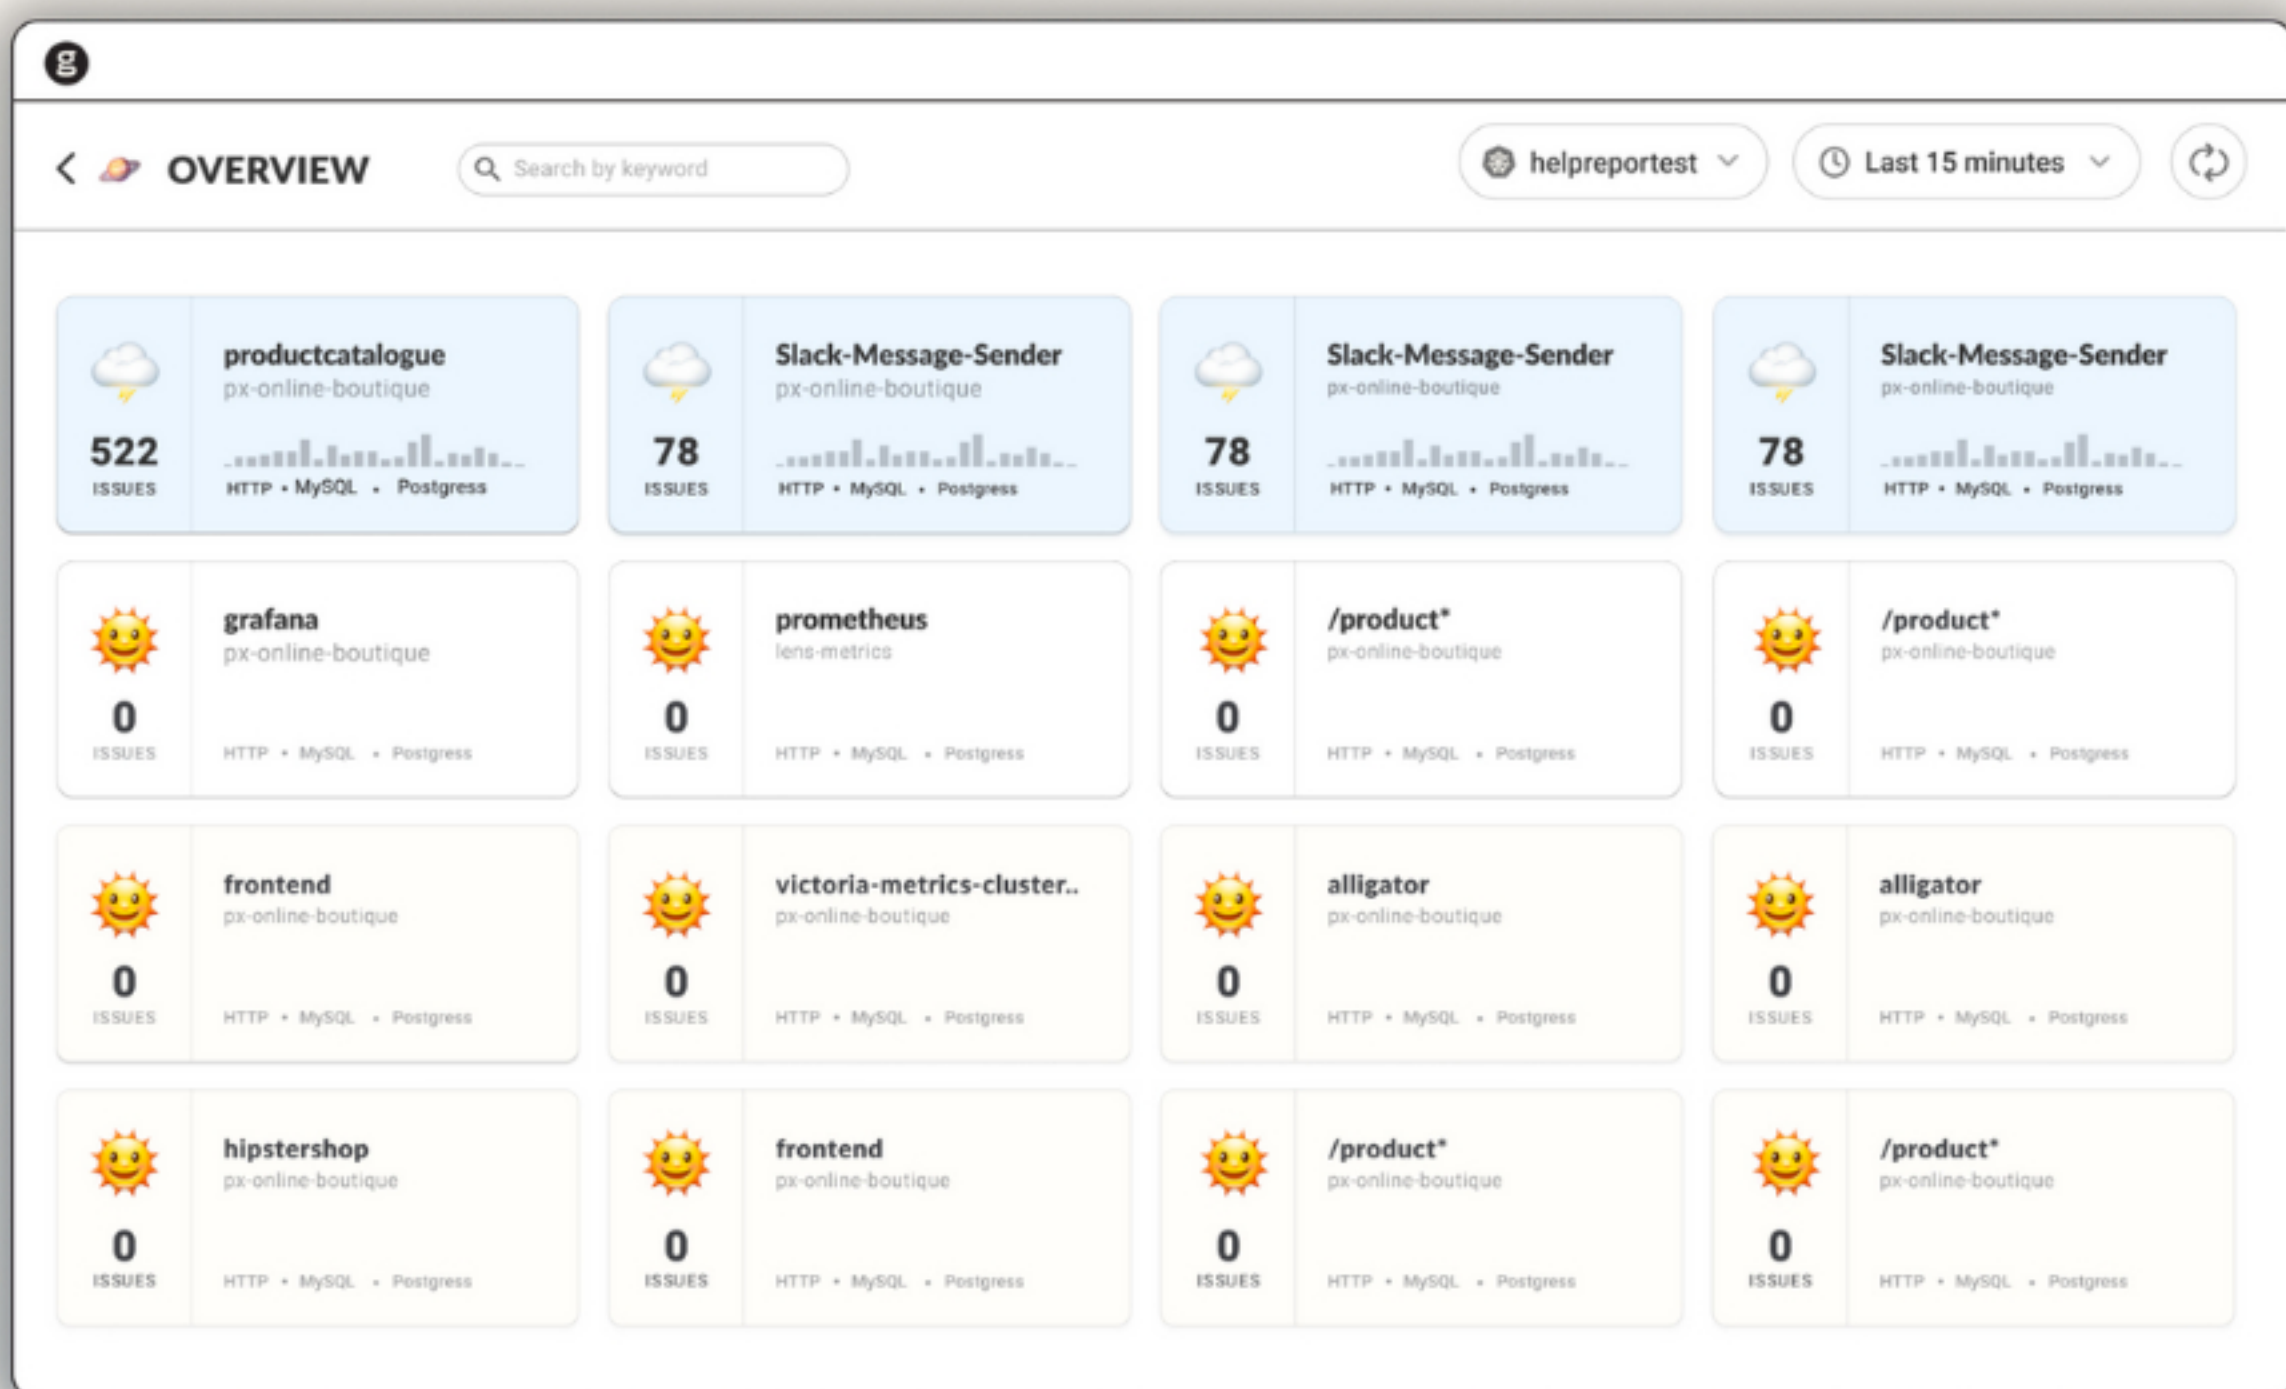 g
OVERVIEW
Search by keyword
helpreportest
Last 15 minutes
productcatalogue
px-online-boutique
522
ISSUES
HTTP • MySQL • Postgress
Slack-Message-Sender
px-online-boutique
78
ISSUES
HTTP • MySQL • Postgress
Slack-Message-Sender
px-online-boutique
78
ISSUES
HTTP • MySQL • Postgress
Slack-Message-Sender
px-online-boutique
78
ISSUES
HTTP • MySQL • Postgress
grafana
px-online-boutique
0
ISSUES
HTTP • MySQL • Postgress
prometheus
lens-metrics
0
ISSUES
HTTP • MySQL • Postgress
/product*
px-online-boutique
0
ISSUES
HTTP • MySQL • Postgress
/product*
px-online-boutique
0
ISSUES
HTTP • MySQL • Postgress
frontend
px-online-boutique
0
ISSUES
HTTP • MySQL • Postgress
victoria-metrics-cluster..
px-online-boutique
0
ISSUES
HTTP • MySQL • Postgress
alligator
px-online-boutique
0
ISSUES
HTTP • MySQL • Postgress
alligator
px-online-boutique
0
ISSUES
HTTP • MySQL • Postgress
hipstershop
px-online-boutique
0
ISSUES
HTTP • MySQL • Postgress
frontend
px-online-boutique
0
ISSUES
HTTP • MySQL • Postgress
/product*
px-online-boutique
0
ISSUES
HTTP • MySQL • Postgress
/product*
px-online-boutique
0
ISSUES
HTTP • MySQL • Postgress